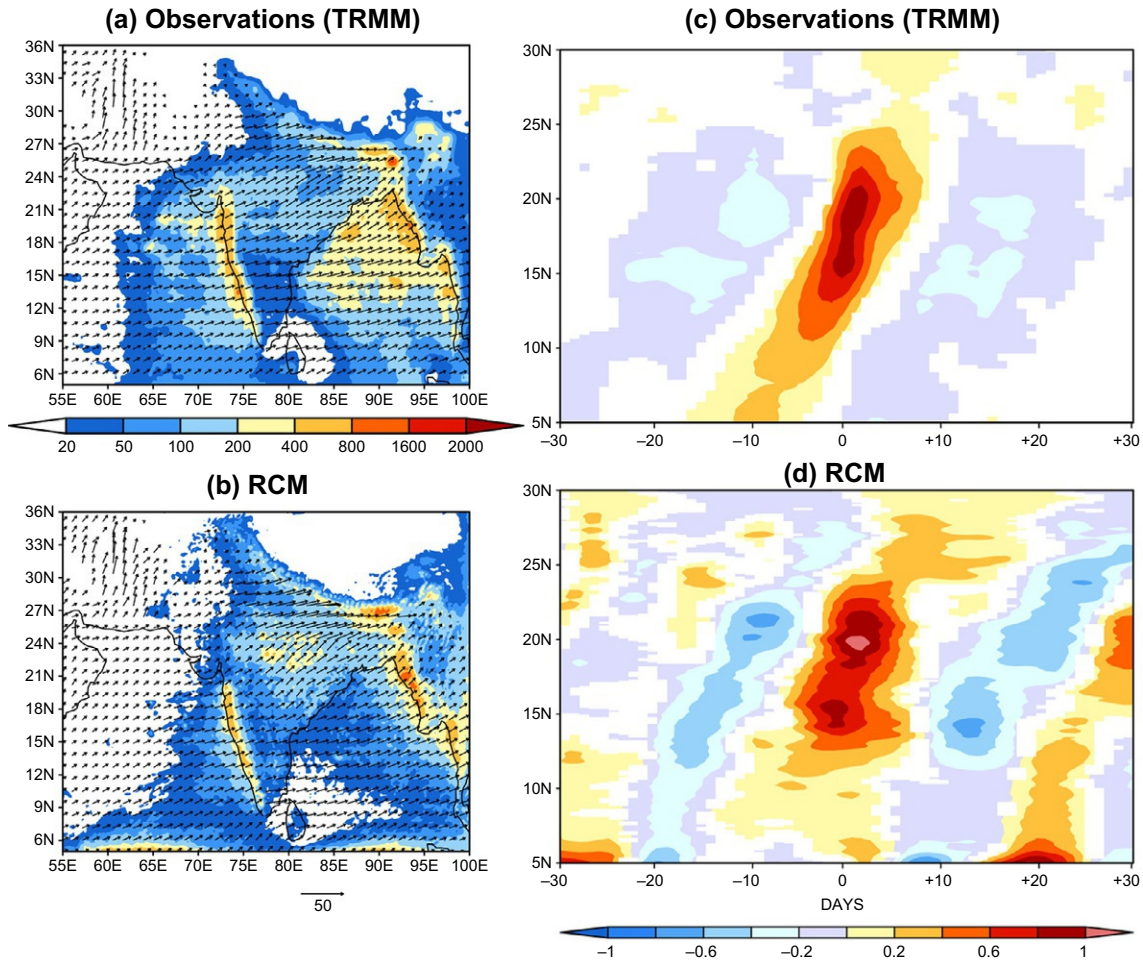 (a) Observations (TRMM)
36N
33N
30N
27N
24N
21N
18N
15N
12N
9N
6N
55E 60E 65E 70E 75E 80E 85E 90E 95E 100E
20 50 100 200 400 800 1600 2000
(b) RCM
36N
33N
30N
27N
24N
21N
18N
15N
12N
9N
6N
55E 60E 65E 70E 75E 80E 85E 90E 95E 100E
50
(c) Observations (TRMM)
30N
25N
20N
15N
10N
5N
–30 –20 –10 0 +10 +20 +30
(d) RCM
30N
25N
20N
15N
10N
5N
–30 –20 –10 0 +10 +20 +30
DAYS
–1 –0.6 –0.2 0.2 0.6 1